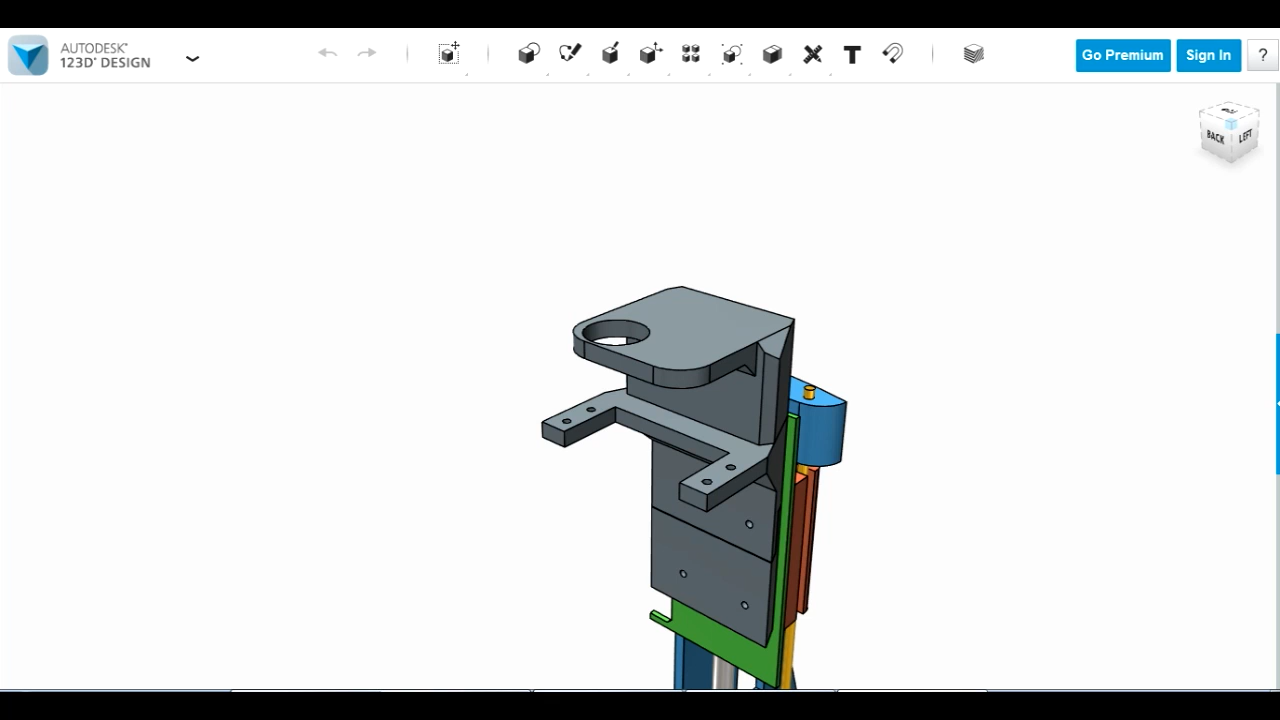 AUTODESK®
123D® DESIGN
Go Premium
Sign In
?
BACK
LEFT